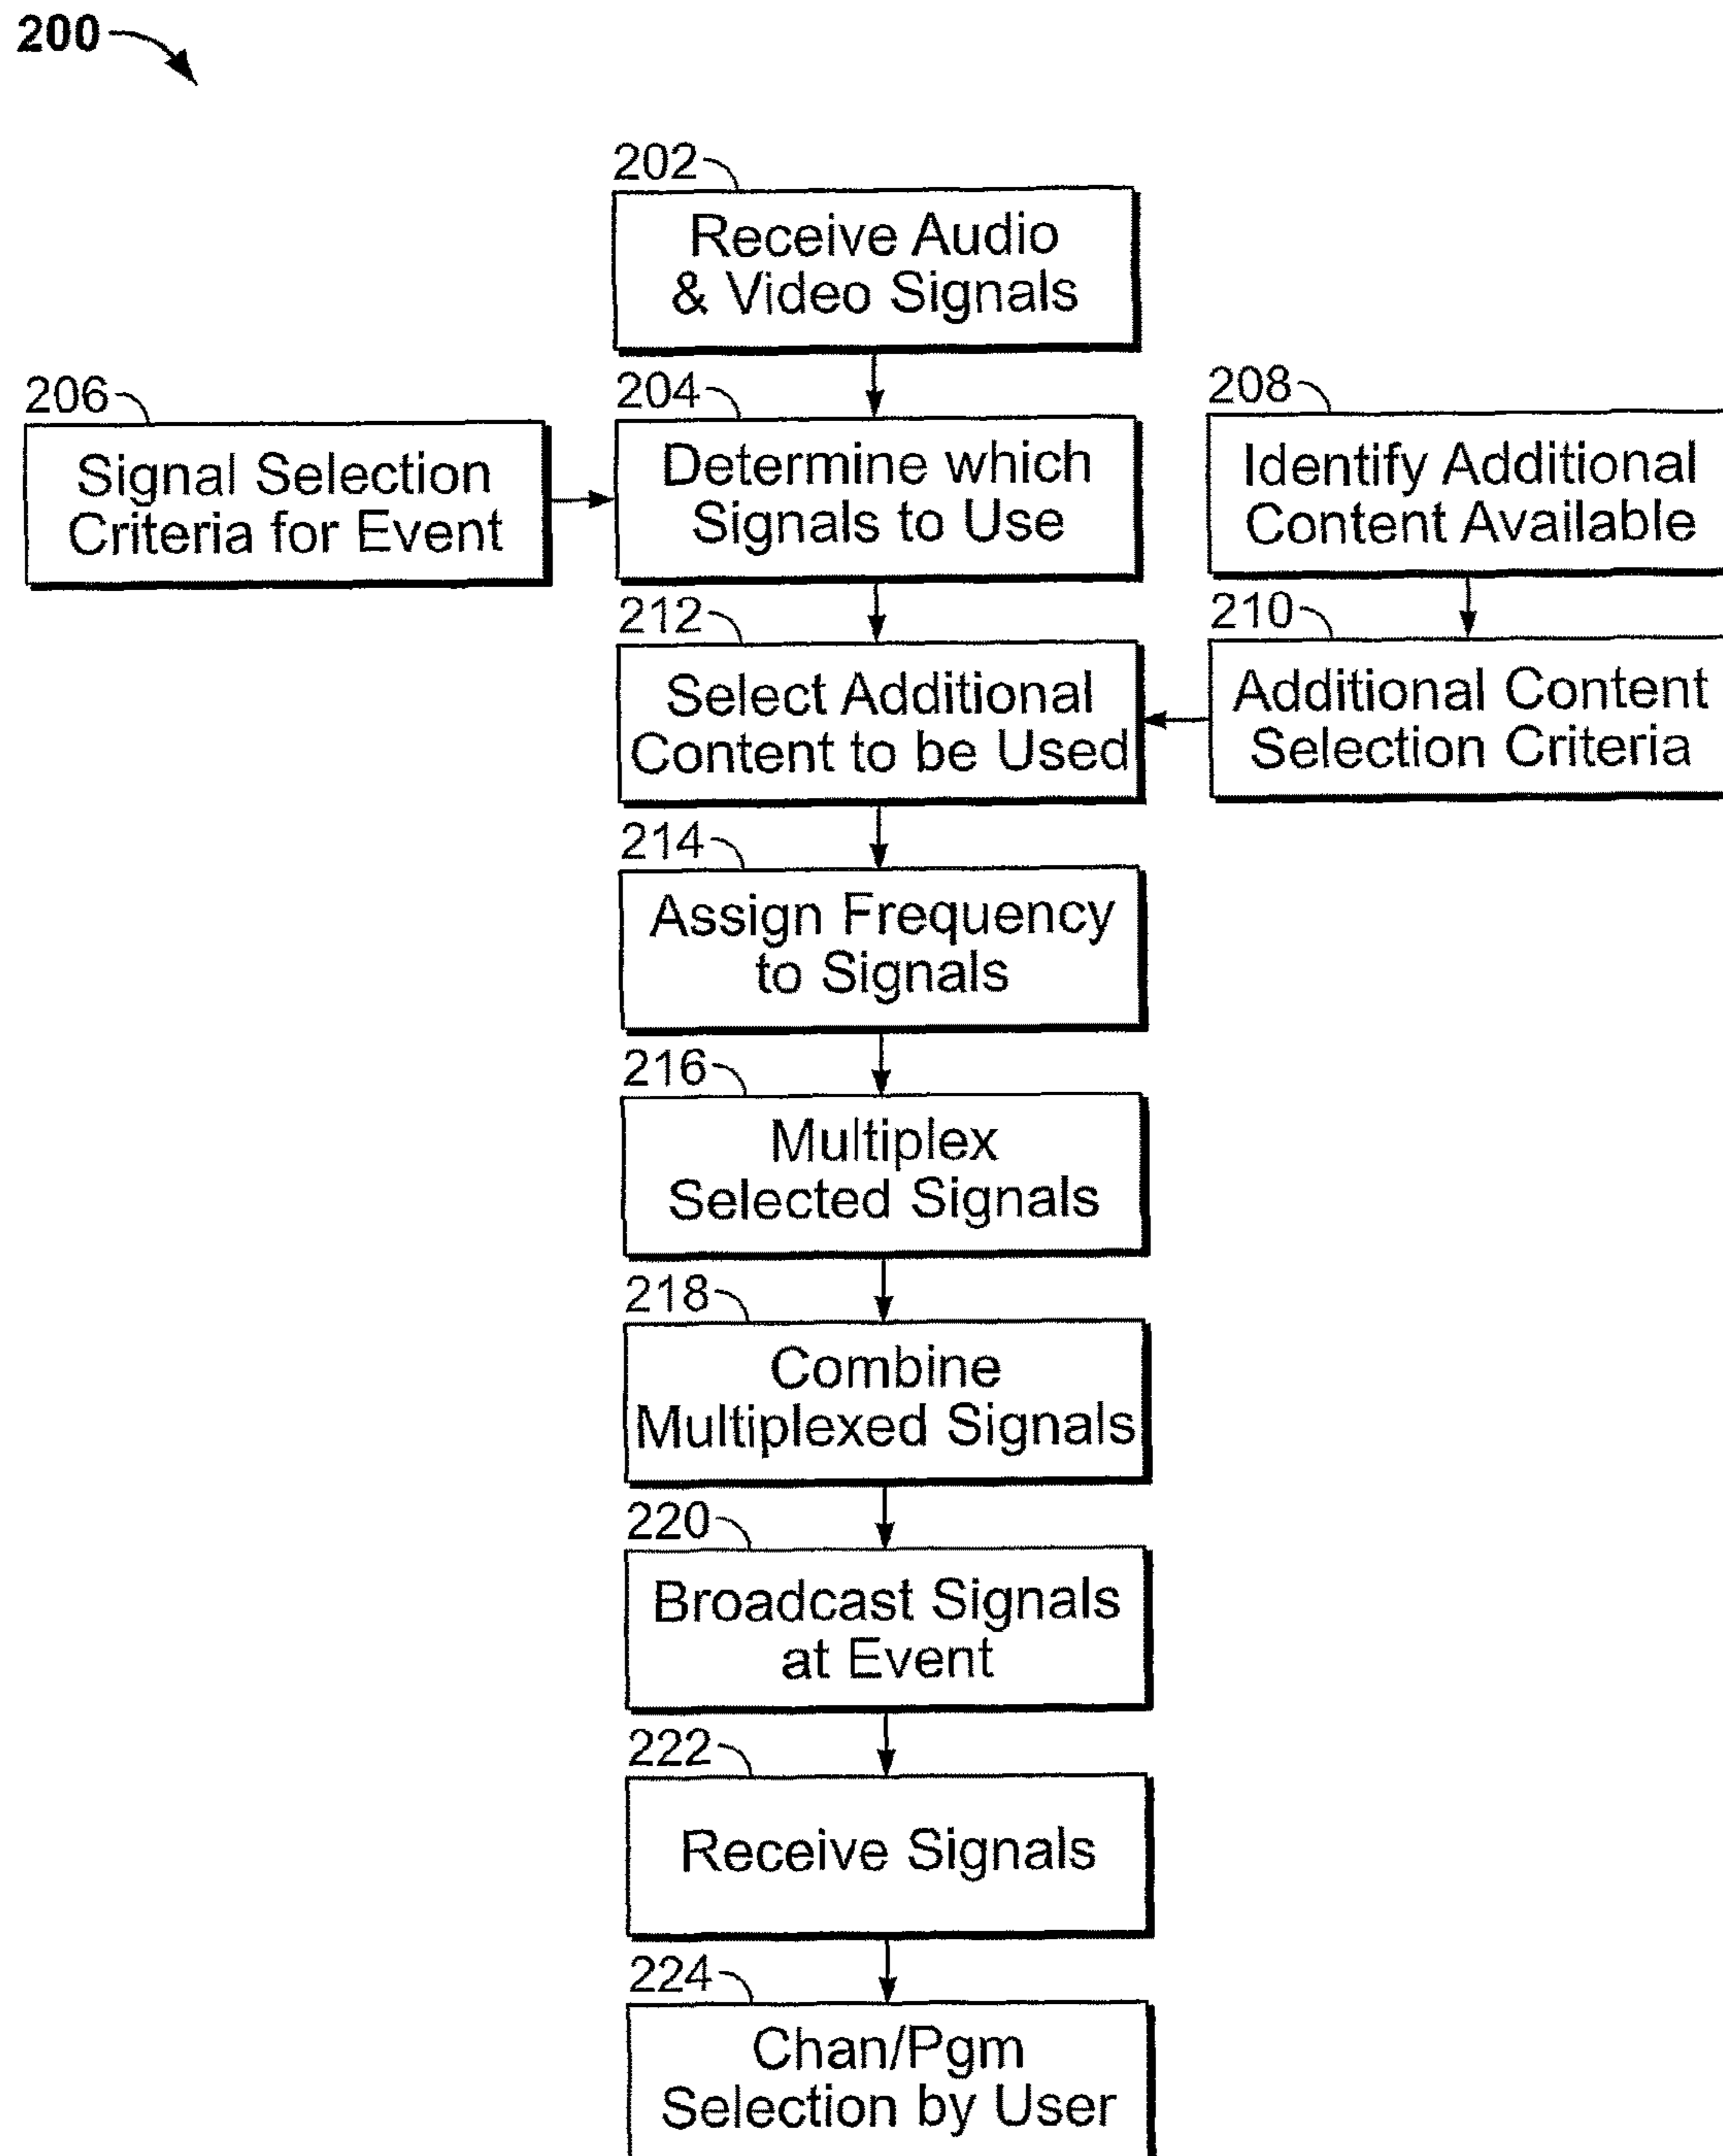 200
202
Receive Audio
& Video Signals
206
Signal Selection
Criteria for Event
204
Determine which
Signals to Use
208
Identify Additional
Content Available
212
Select Additional
Content to be Used
210
Additional Content
Selection Criteria
214
Assign Frequency
to Signals
216
Multiplex
Selected Signals
218
Combine
Multiplexed Signals
220
Broadcast Signals
at Event
222
Receive Signals
224
Chan/Pgm
Selection by User